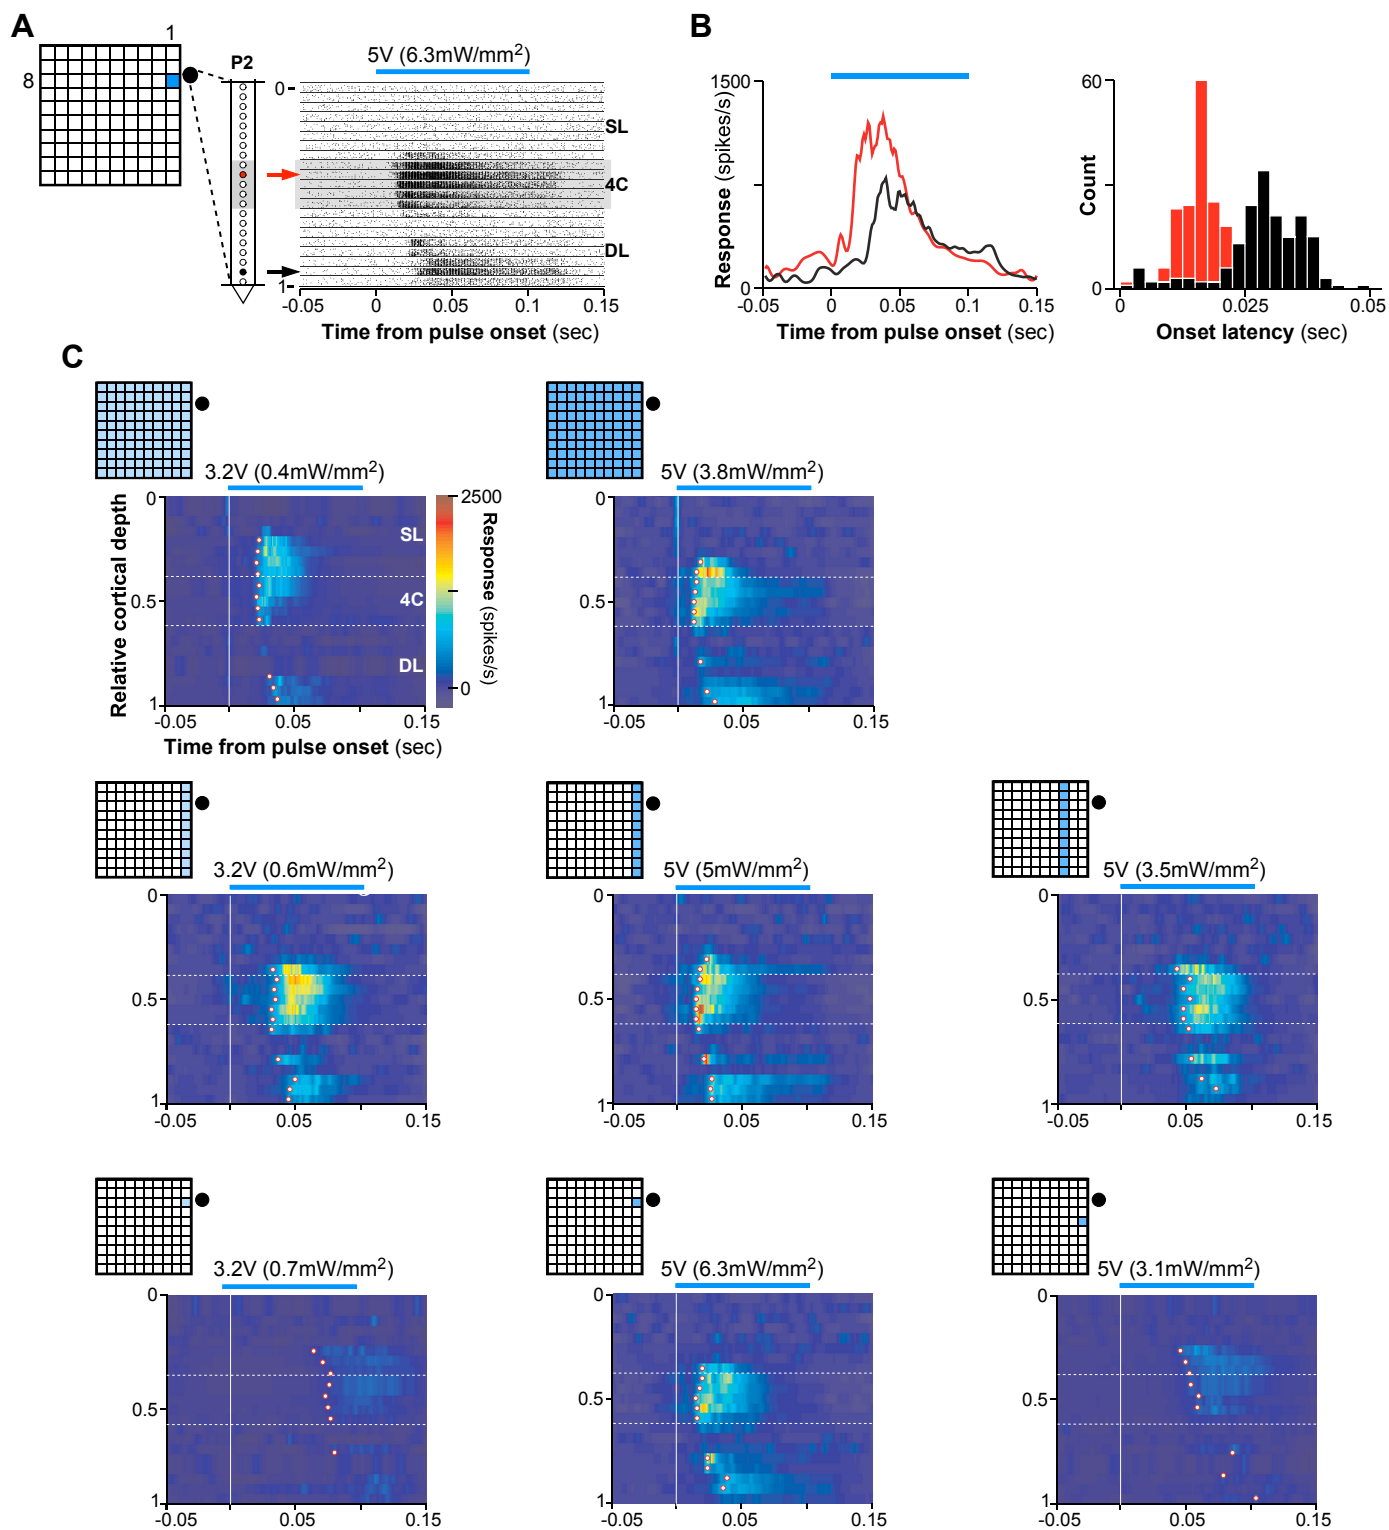 A
B
1
8
P2
5V (6.3mW/mm2)
0
SL
4C
DL
1
-0.05 0 0.05 0.10 0.15
Time from pulse onset (sec)
1500
Response (spikes/s)
0
-0.05 0 0.05 0.10 0.15
Time from pulse onset (sec)
60
Count
0
0 0.025 0.05
Onset latency (sec)
C
3.2V (0.4mW/mm2)
0
0.5
1
Relative cortical depth
SL
4C
DL
-0.05 0.05 0.15
Time from pulse onset (sec)
2500
0
Response (spikes/s)
5V (3.8mW/mm2)
0
0.5
1
-0.05 0.05 0.15
3.2V (0.6mW/mm2)
0
0.5
1
-0.05 0.05 0.15
5V (5mW/mm2)
0
0.5
1
-0.05 0.05 0.15
5V (3.5mW/mm2)
0
0.5
1
-0.05 0.05 0.15
3.2V (0.7mW/mm2)
0
0.5
1
-0.05 0.05 0.15
5V (6.3mW/mm2)
0
0.5
1
-0.05 0.05 0.15
5V (3.1mW/mm2)
0
0.5
1
-0.05 0.05 0.15